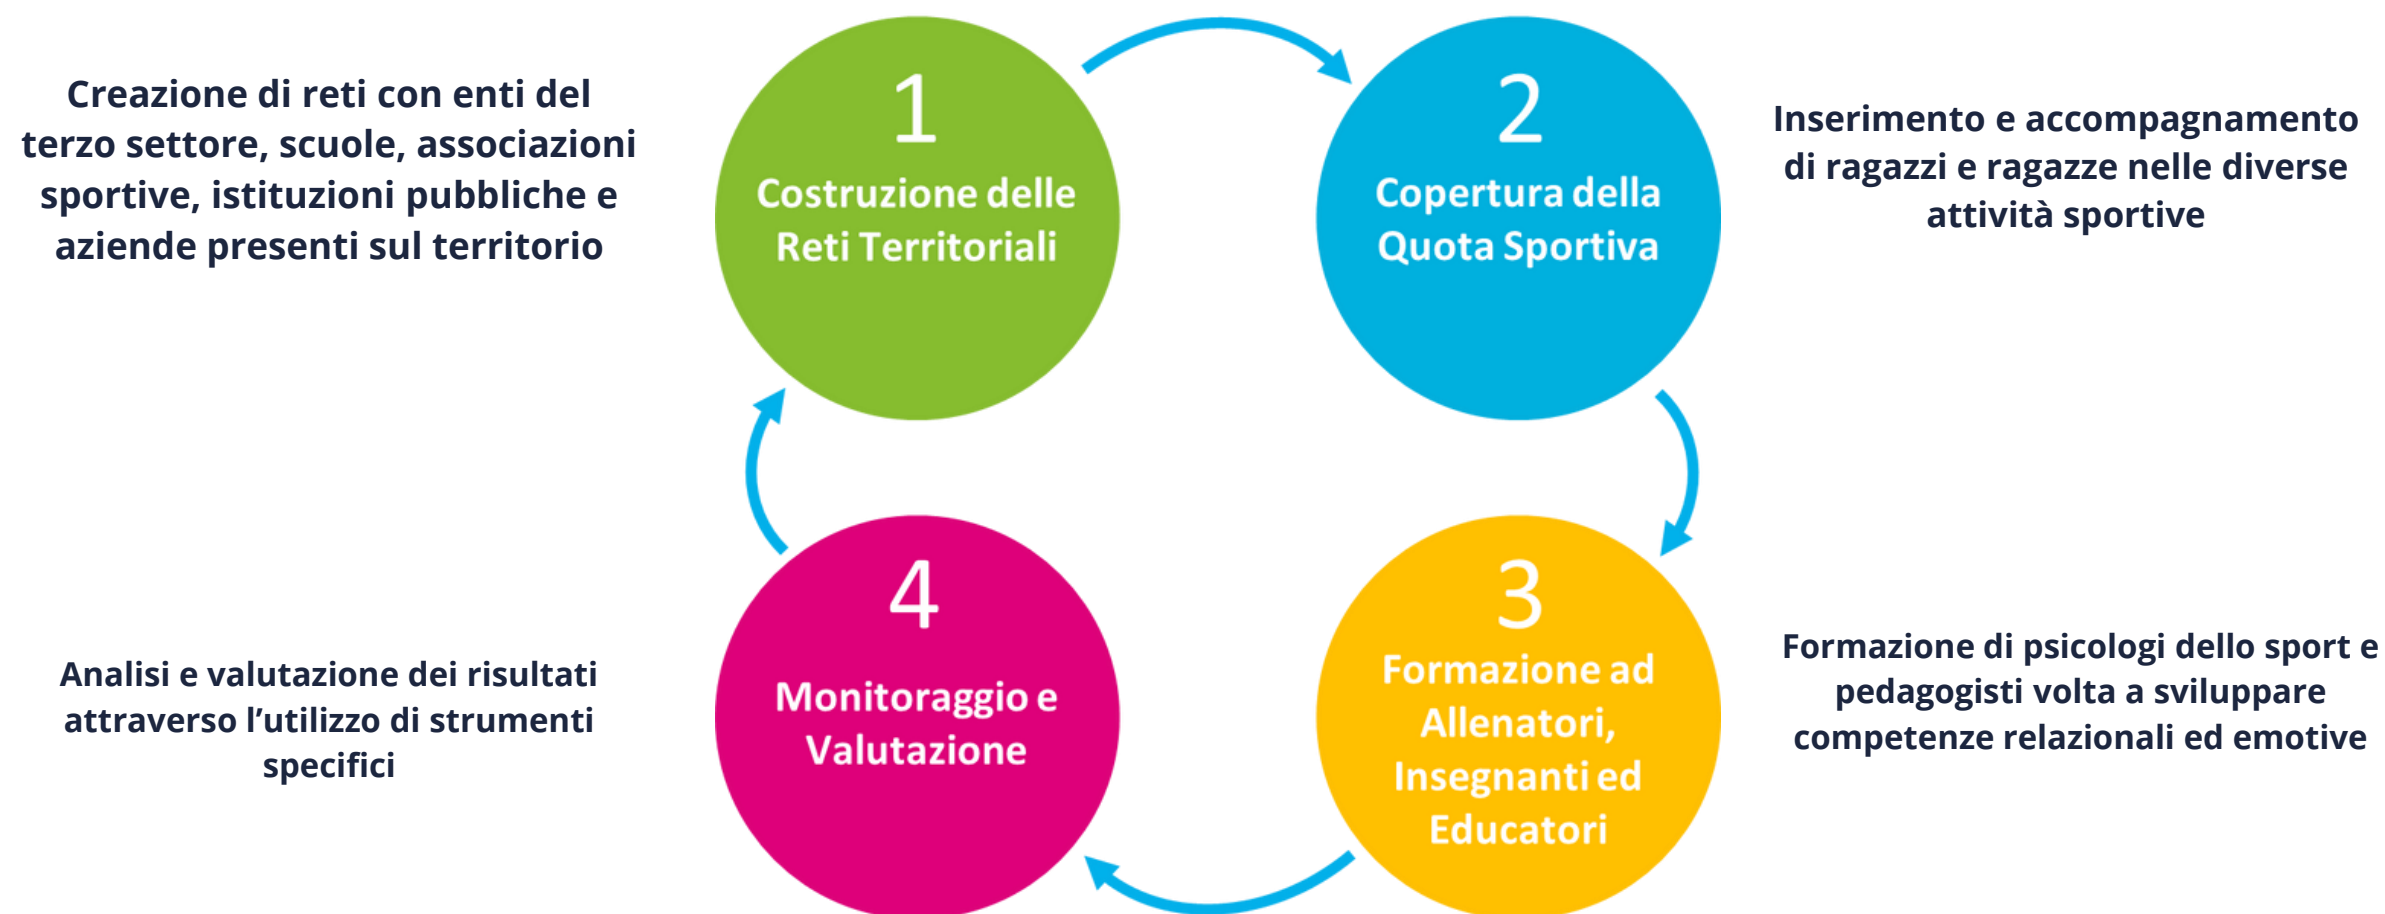 Creazione di reti con enti del
terzo settore, scuole, associazioni
sportive, istituzioni pubbliche e
aziende presenti sul territorio
1
Costruzione delle
Reti Territoriali
2
Copertura della
Quota Sportiva
Inserimento e accompagnamento
di ragazzi e ragazze nelle diverse
attività sportive
3
Formazione ad
Allenatori,
Insegnanti ed
Educatori
Formazione di psicologi dello sport e
pedagogisti volta a sviluppare
competenze relazionali ed emotive
4
Monitoraggio e
Valutazione
Analisi e valutazione dei risultati
attraverso l’utilizzo di strumenti
specifici